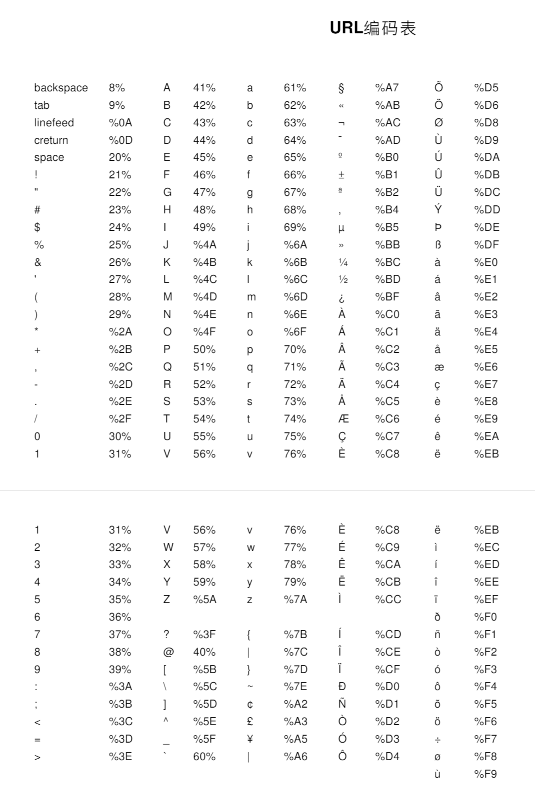 URL编码表
backspace 8% A 41% a 61% § %A7 Õ %D5
tab 9% B 42% b 62% « %AB Ö %D6
linefeed %0A C 43% c 63% ¬ %AC Ø %D8
creturn %0D D 44% d 64% ¯ %AD Ù %D9
space 20% E 45% e 65% º %B0 Ú %DA
! 21% F 46% f 66% ± %B1 Û %DB
" 22% G 47% g 67% ª %B2 Ü %DC
# 23% H 48% h 68% , %B4 Ý %DD
$ 24% I 49% i 69% µ %B5 Þ %DE
% 25% J %4A j %6A » %BB ß %DF
& 26% K %4B k %6B ¼ %BC à %E0
' 27% L %4C l %6C ½ %BD á %E1
( 28% M %4D m %6D ¿ %BF â %E2
) 29% N %4E n %6E À %C0 ã %E3
* %2A O %4F o %6F Á %C1 ä %E4
+ %2B P 50% p 70% Â %C2 å %E5
, %2C Q 51% q 71% Ã %C3 æ %E6
- %2D R 52% r 72% Ä %C4 ç %E7
. %2E S 53% s 73% Å %C5 è %E8
/ %2F T 54% t 74% Æ %C6 é %E9
0 30% U 55% u 75% Ç %C7 ê %EA
1 31% V 56% v 76% È %C8 ë %EB
1 31% V 56% v 76% È %C8 ë %EB
2 32% W 57% w 77% É %C9 ì %EC
3 33% X 58% x 78% Ê %CA í %ED
4 34% Y 59% y 79% Ë %CB î %EE
5 35% Z %5A z %7A Ì %CC ï %EF
6 36% ð %F0
7 37% ? %3F { %7B Í %CD ñ %F1
8 38% @ 40% | %7C Î %CE ò %F2
9 39% [ %5B } %7D Ï %CF ó %F3
: %3A \ %5C ~ %7E Ð %D0 ô %F4
; %3B ] %5D ¢ %A2 Ñ %D1 õ %F5
< %3C ^ %5E £ %A3 Ò %D2 ö %F6
= %3D _ %5F ¥ %A5 Ó %D3 ÷ %F7
> %3E ` 60% | %A6 Ô %D4 ø %F8
ù %F9